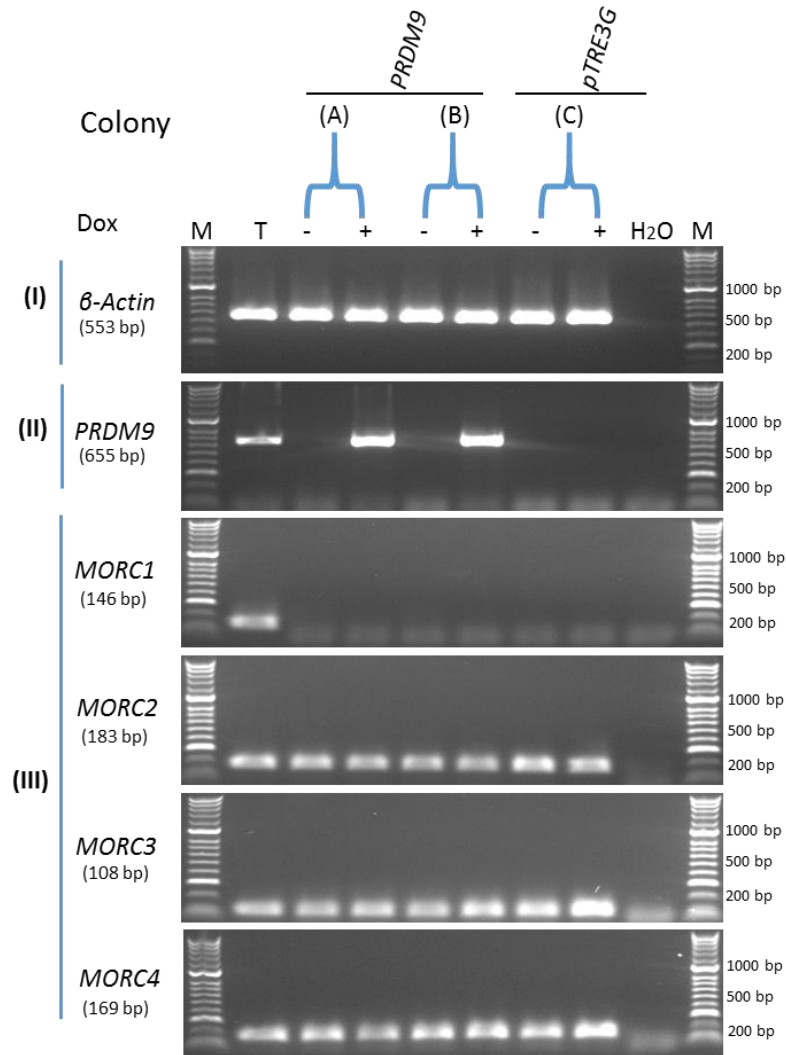 PRDM9
pTRE3G
Colony
(A)
(B)
(C)
Dox
M T - + - + - + H2O M
(I)
β-Actin
(553 bp)
1000 bp
500 bp
200 bp
(II)
PRDM9
(655 bp)
1000 bp
500 bp
200 bp
(III)
MORC1
(146 bp)
1000 bp
500 bp
200 bp
MORC2
(183 bp)
1000 bp
500 bp
200 bp
MORC3
(108 bp)
1000 bp
500 bp
200 bp
MORC4
(169 bp)
1000 bp
500 bp
200 bp